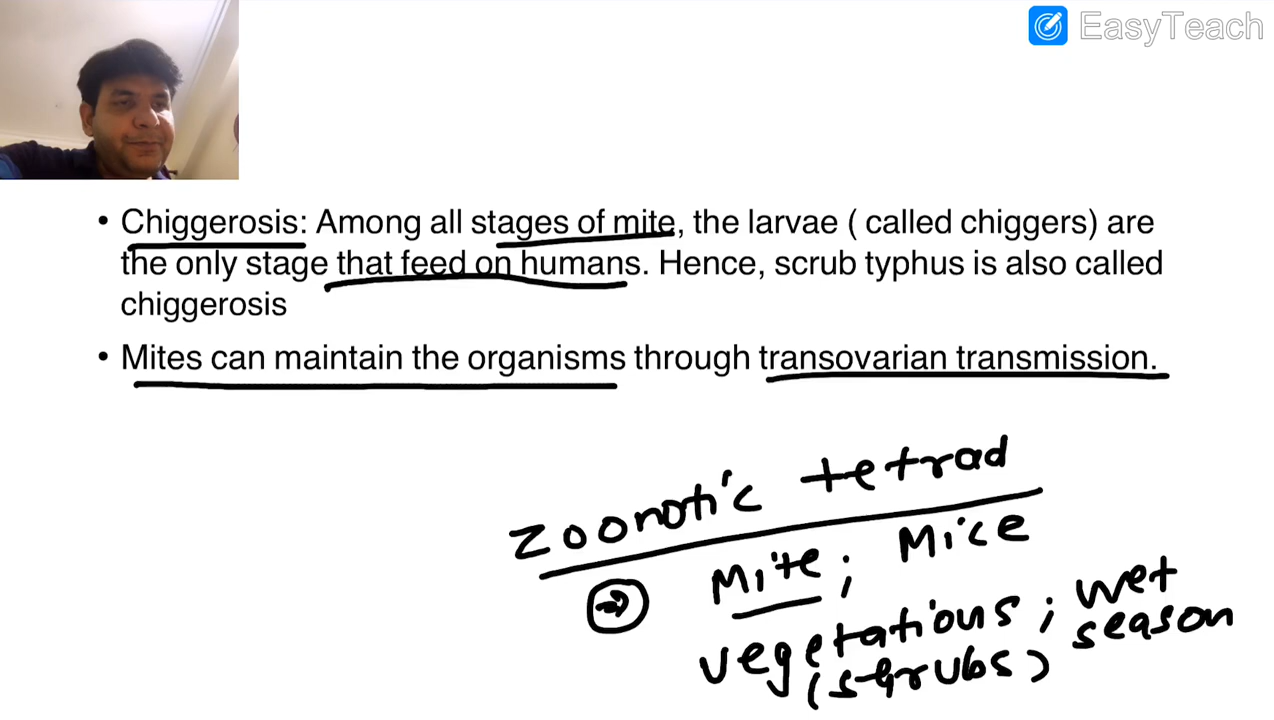 EasyTeach
• Chiggerosis: Among all stages of mite, the larvae ( called chiggers) are
the only stage that feed on humans. Hence, scrub typhus is also called
chiggerosis
• Mites can maintain the organisms through transovarian transmission.
zoonotic tetrad
→ Mite; Mice
vegetations; wet
season
(scrubs)